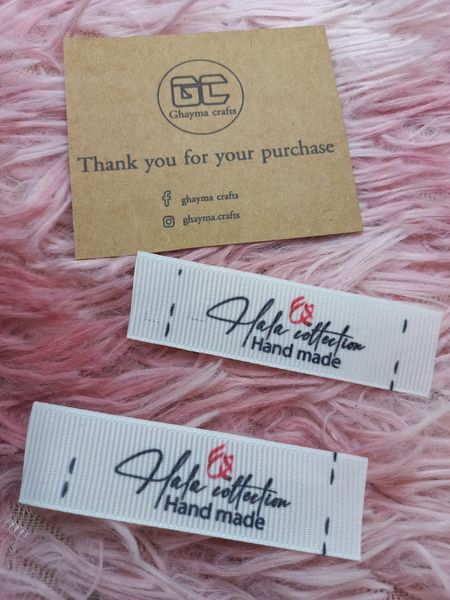 GC
Ghayma crafts
Thank you for your purchase
ghayma crafts
ghayma.crafts
Hala collection
Hand made
Hala collection
Hand made